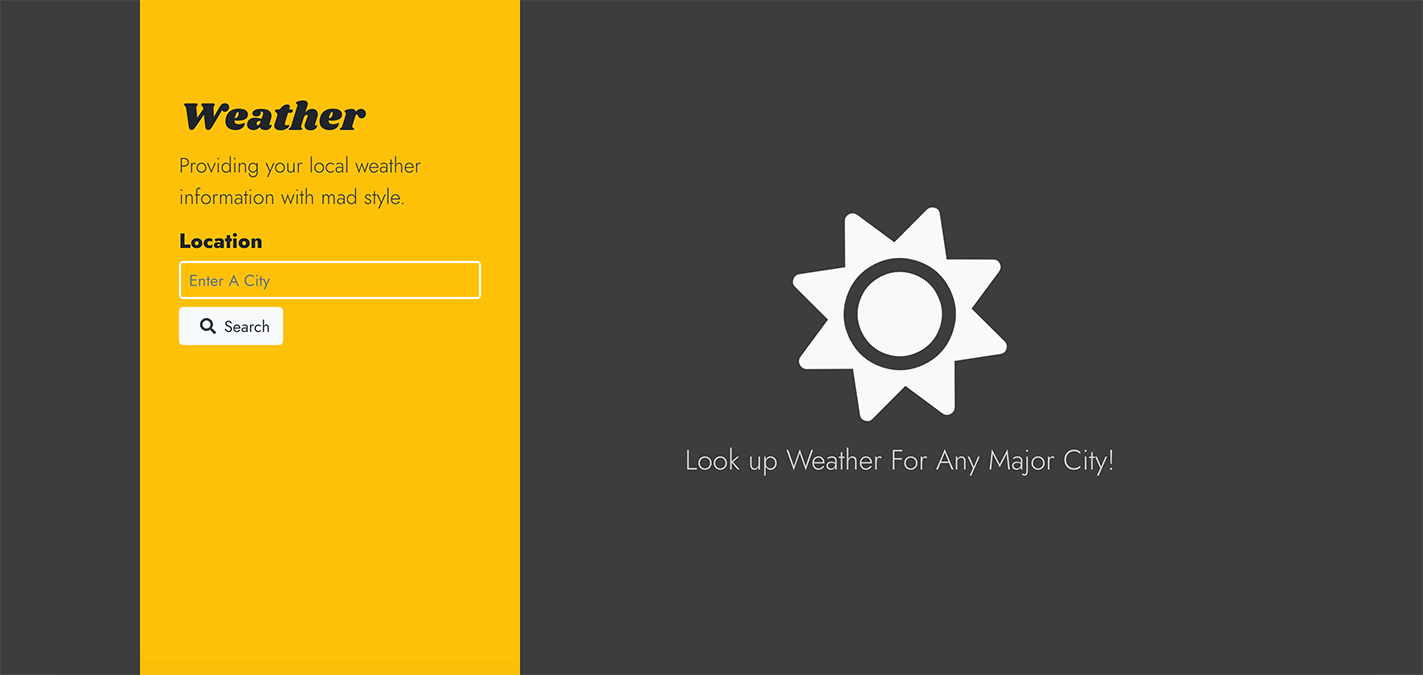 Weather
Providing your local weather
information with mad style.
Location
Enter A City
Search
Look up Weather For Any Major City!